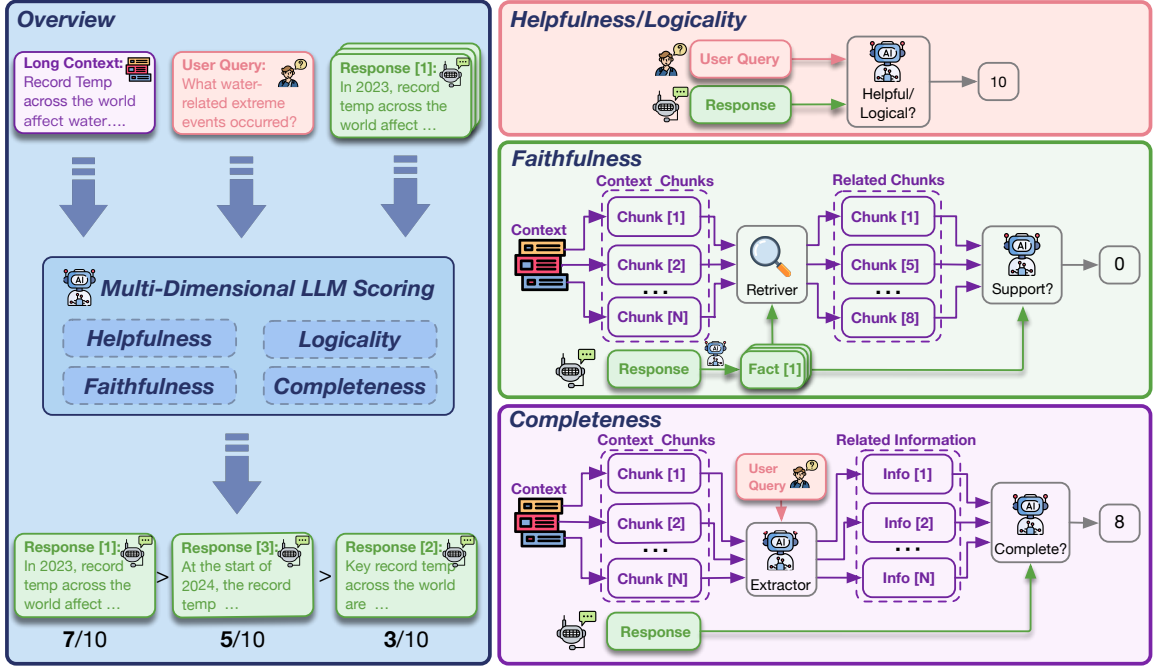 Overview
Long Context:
Record Temp
across the world
affect water....
User Query:
What water-
related extreme
events occurred?
Response [1]:
In 2023, record
temp across the
world affect ...
AI
Multi-Dimensional LLM Scoring
Helpfulness
Logicality
Faithfulness
Completeness
Response [1]:
In 2023, record
temp across the
world affect ...
>
Response [3]:
At the start of
2024, the record
temp ...
>
Response [2]:
Key record temp
across the world
are ...
7/10
5/10
3/10
Helpfulness/Logicality
User Query
Response
AI
Helpful/
Logical?
10
Faithfulness
Context Chunks
Related Chunks
Context
Chunk [1]
Chunk [2]
...
Chunk [N]
Retriver
Chunk [1]
Chunk [5]
...
Chunk [8]
AI
Support?
0
Response
AI
Fact [1]
Completeness
Context Chunks
Related Information
Context
Chunk [1]
Chunk [2]
...
Chunk [N]
User
Query
AI
Extractor
Info [1]
Info [2]
...
Info [N]
AI
Complete?
8
Response